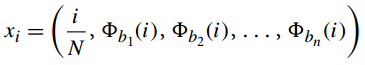 x_i = ( i/N , Φ_{b_1}(i), Φ_{b_2}(i), . . . , Φ_{b_n}(i) )